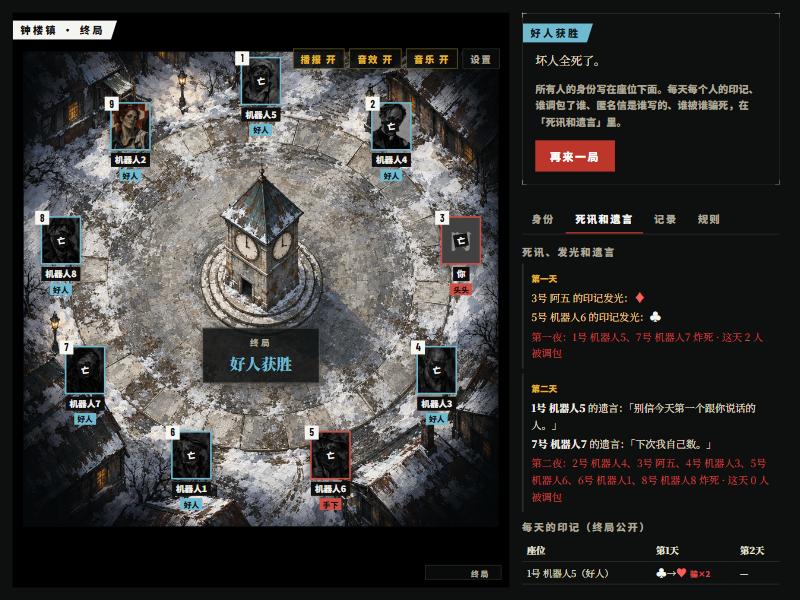 钟楼镇 · 终局
播报 开
音效 开
音乐 开
设置
1
亡
机器人5
好人
9
机器人2
好人
2
亡
机器人4
好人
8
亡
机器人8
好人
3
亡
你
头头
终局
好人获胜
7
亡
机器人7
好人
4
亡
机器人3
好人
6
亡
机器人1
好人
5
亡
机器人6
手下
终局
好人获胜
坏人全死了。
所有人的身份写在座位下面。每天每个人的印记、
谁调包了谁、匿名信是谁写的、谁被谁骗死，在
「死讯和遗言」里。
再来一局
身份 死讯和遗言 记录 规则
死讯、发光和遗言
第一天
3号 阿五 的印记发光：♦
5号 机器人6 的印记发光：♣
第一夜：1号 机器人5、7号 机器人7 炸死 · 这天 2 人
被调包
第二天
1号 机器人5 的遗言：「别信今天第一个跟你说话的
人。」
7号 机器人7 的遗言：「下次我自己数。」
第二夜：2号 机器人4、3号 阿五、4号 机器人3、5号
机器人6、6号 机器人1、8号 机器人8 炸死 · 这天 0 人
被调包
每天的印记（终局公开）
座位 第1天 第2天
1号 机器人5（好人） ♣→♥ 骗×2 —